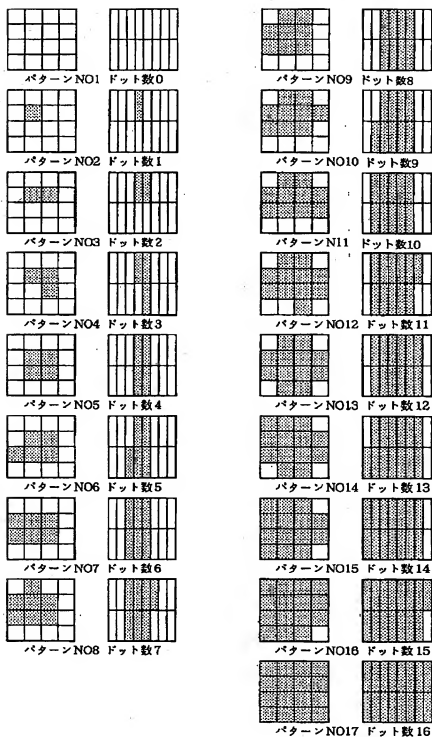 パターンNO1 ドット数0
パターンNO2 ドット数1
パターンNO3 ドット数2
パターンNO4 ドット数3
パターンNO5 ドット数4
パターンNO6 ドット数5
パターンNO7 ドット数6
パターンNO8 ドット数7
パターンNO9 ドット数8
パターンNO10 ドット数9
パターンN11 ドット数10
パターンNO12 ドット数11
パターンNO13 ドット数12
パターンNO14 ドット数13
パターンNO15 ドット数14
パターンNO16 ドット数15
パターンNO17 ドット数16